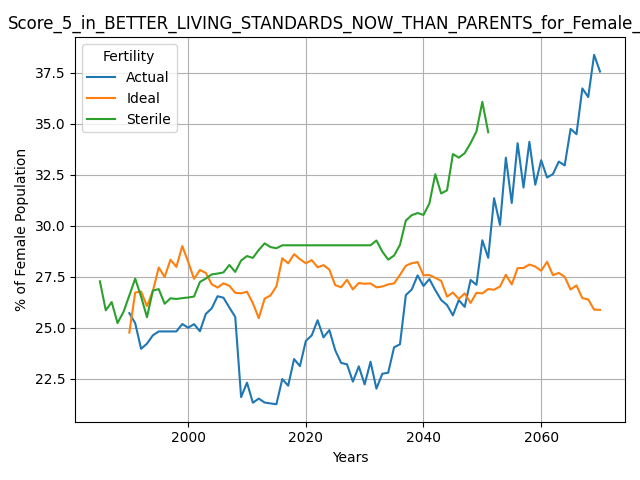 Score_5_in_BETTER_LIVING_STANDARDS_NOW_THAN_PARENTS_for_Female_
Fertility
Actual
Ideal
Sterile
% of Female Population
37.5
35.0
32.5
30.0
27.5
25.0
22.5
2000
2020
2040
2060
Years